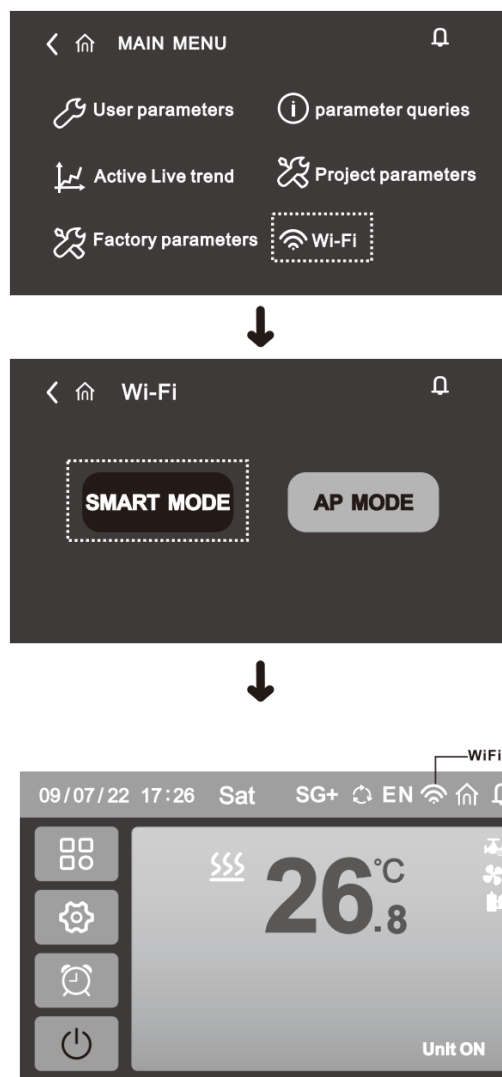 MAIN MENU
User parameters
parameter queries
Active Live trend
Project parameters
Factory parameters
Wi-Fi
Wi-Fi
SMART MODE
AP MODE
WiFi
09/07/22 17:26 Sat SG+ EN
26.8 °C
Unit ON